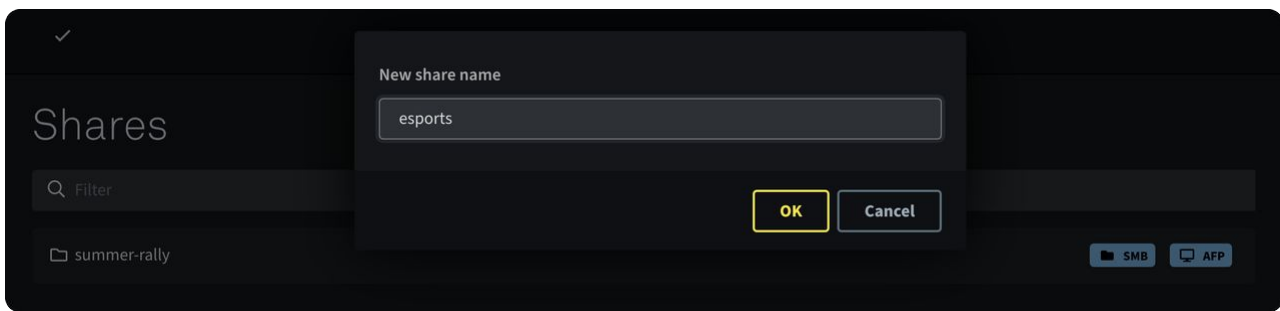 New share name
esports
Shares
Filter
OK Cancel
summer-rally SMB AFP